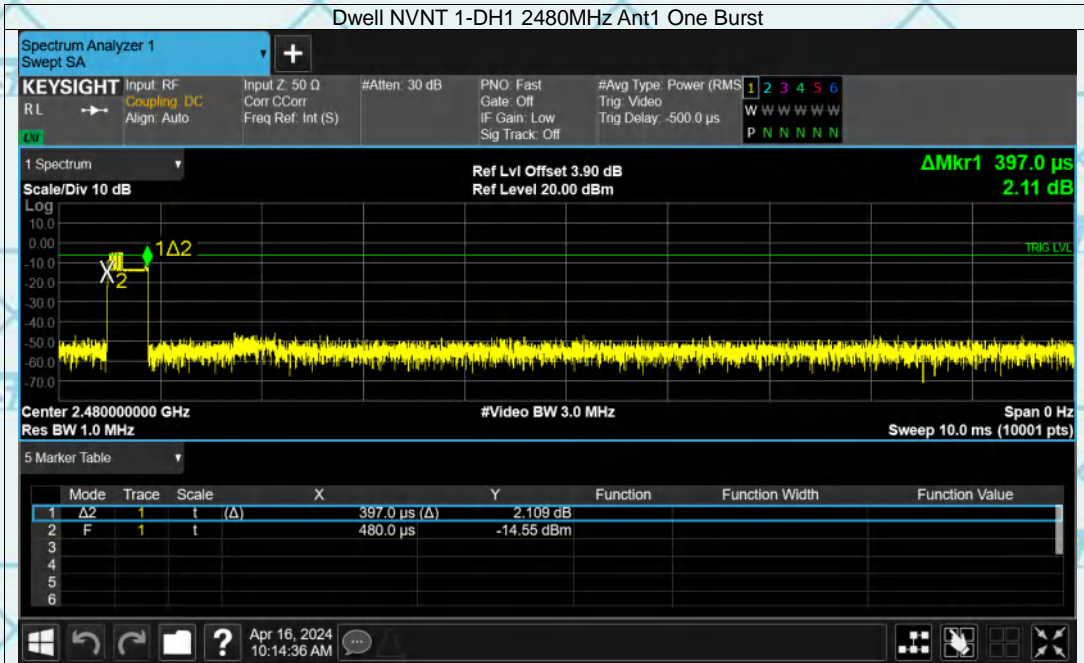 Dwell NVNT 1-DH1 2480MHz Ant1 One Burst
Spectrum Analyzer 1
Swept SA
+
KEYSIGHT
RL
LXI
Input: RF
Coupling: DC
Align: Auto
Input Z: 50 Ω
Corr CCorr
Freq Ref: Int (S)
#Atten: 30 dB
PNO: Fast
Gate: Off
IF Gain: Low
Sig Track: Off
#Avg Type: Power (RMS
Trig: Video
Trig Delay: -500.0 µs
1 2 3 4 5 6
W W W W W W
P N N N N N
1 Spectrum
Scale/Div 10 dB
Ref Lvl Offset 3.90 dB
Ref Level 20.00 dBm
ΔMkr1 397.0 µs
2.11 dB
Log
10.0
0.00
-10.0
-20.0
-30.0
-40.0
-50.0
-60.0
-70.0
1Δ2
X2
TRIG LVL
Center 2.480000000 GHz
Res BW 1.0 MHz
#Video BW 3.0 MHz
Span 0 Hz
Sweep 10.0 ms (10001 pts)
5 Marker Table
Mode Trace Scale X Y Function Function Width Function Value
1 Δ2 1 t (Δ) 397.0 µs (Δ) 2.109 dB
2 F 1 t 480.0 µs -14.55 dBm
3
4
5
6
?
Apr 16, 2024
10:14:36 AM